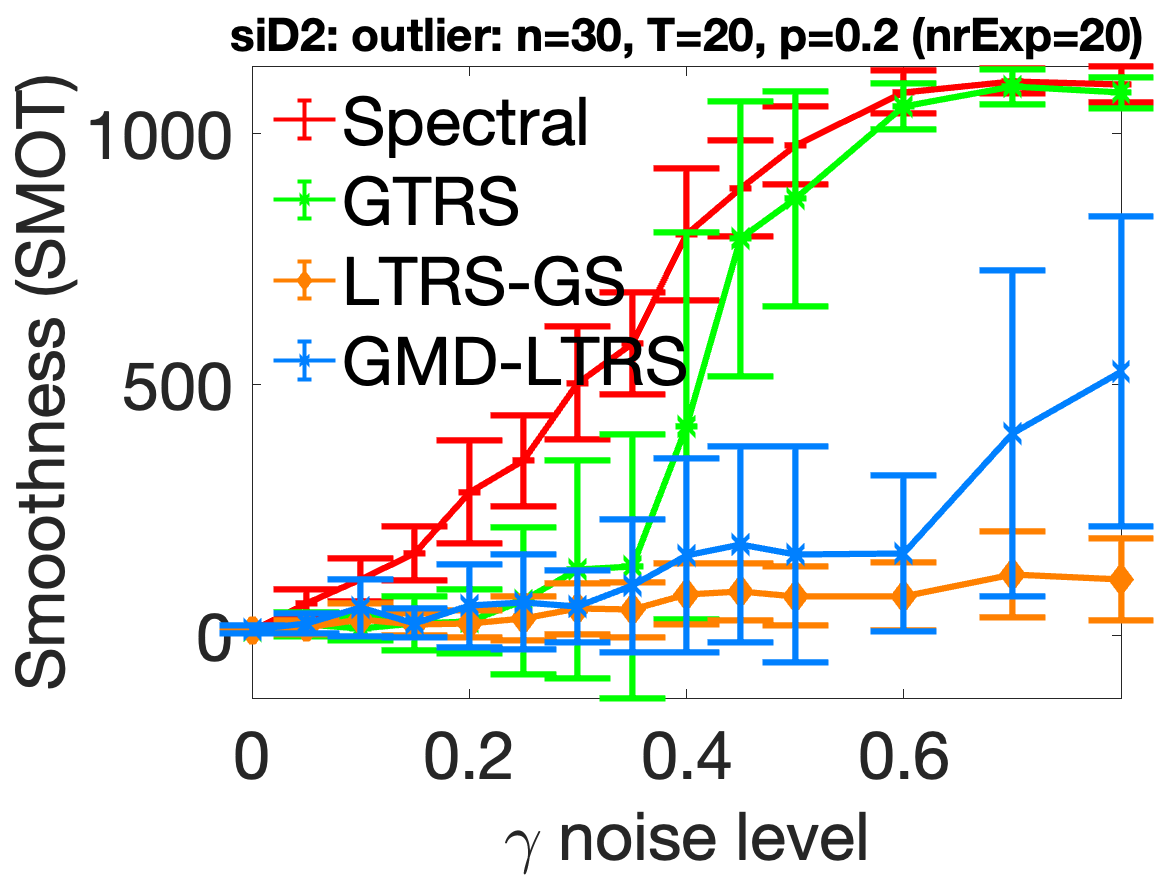 siD2: outlier: n=30, T=20, p=0.2 (nrExp=20)
Smoothness (SMOT)
1000
500
0
Spectral
GTRS
LTRS-GS
GMD-LTRS
0 0.2 0.4 0.6
γ noise level